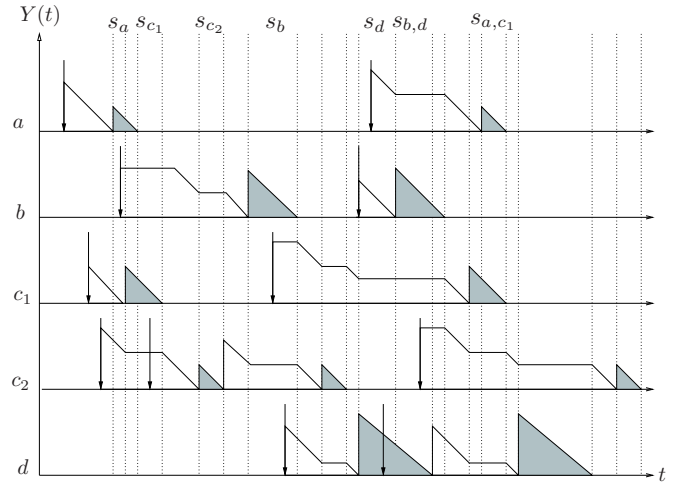 Y(t)
s_a s_{c_1} s_{c_2} s_b s_d s_{b,d} s_{a,c_1}
a
b
c_1
c_2
d
t